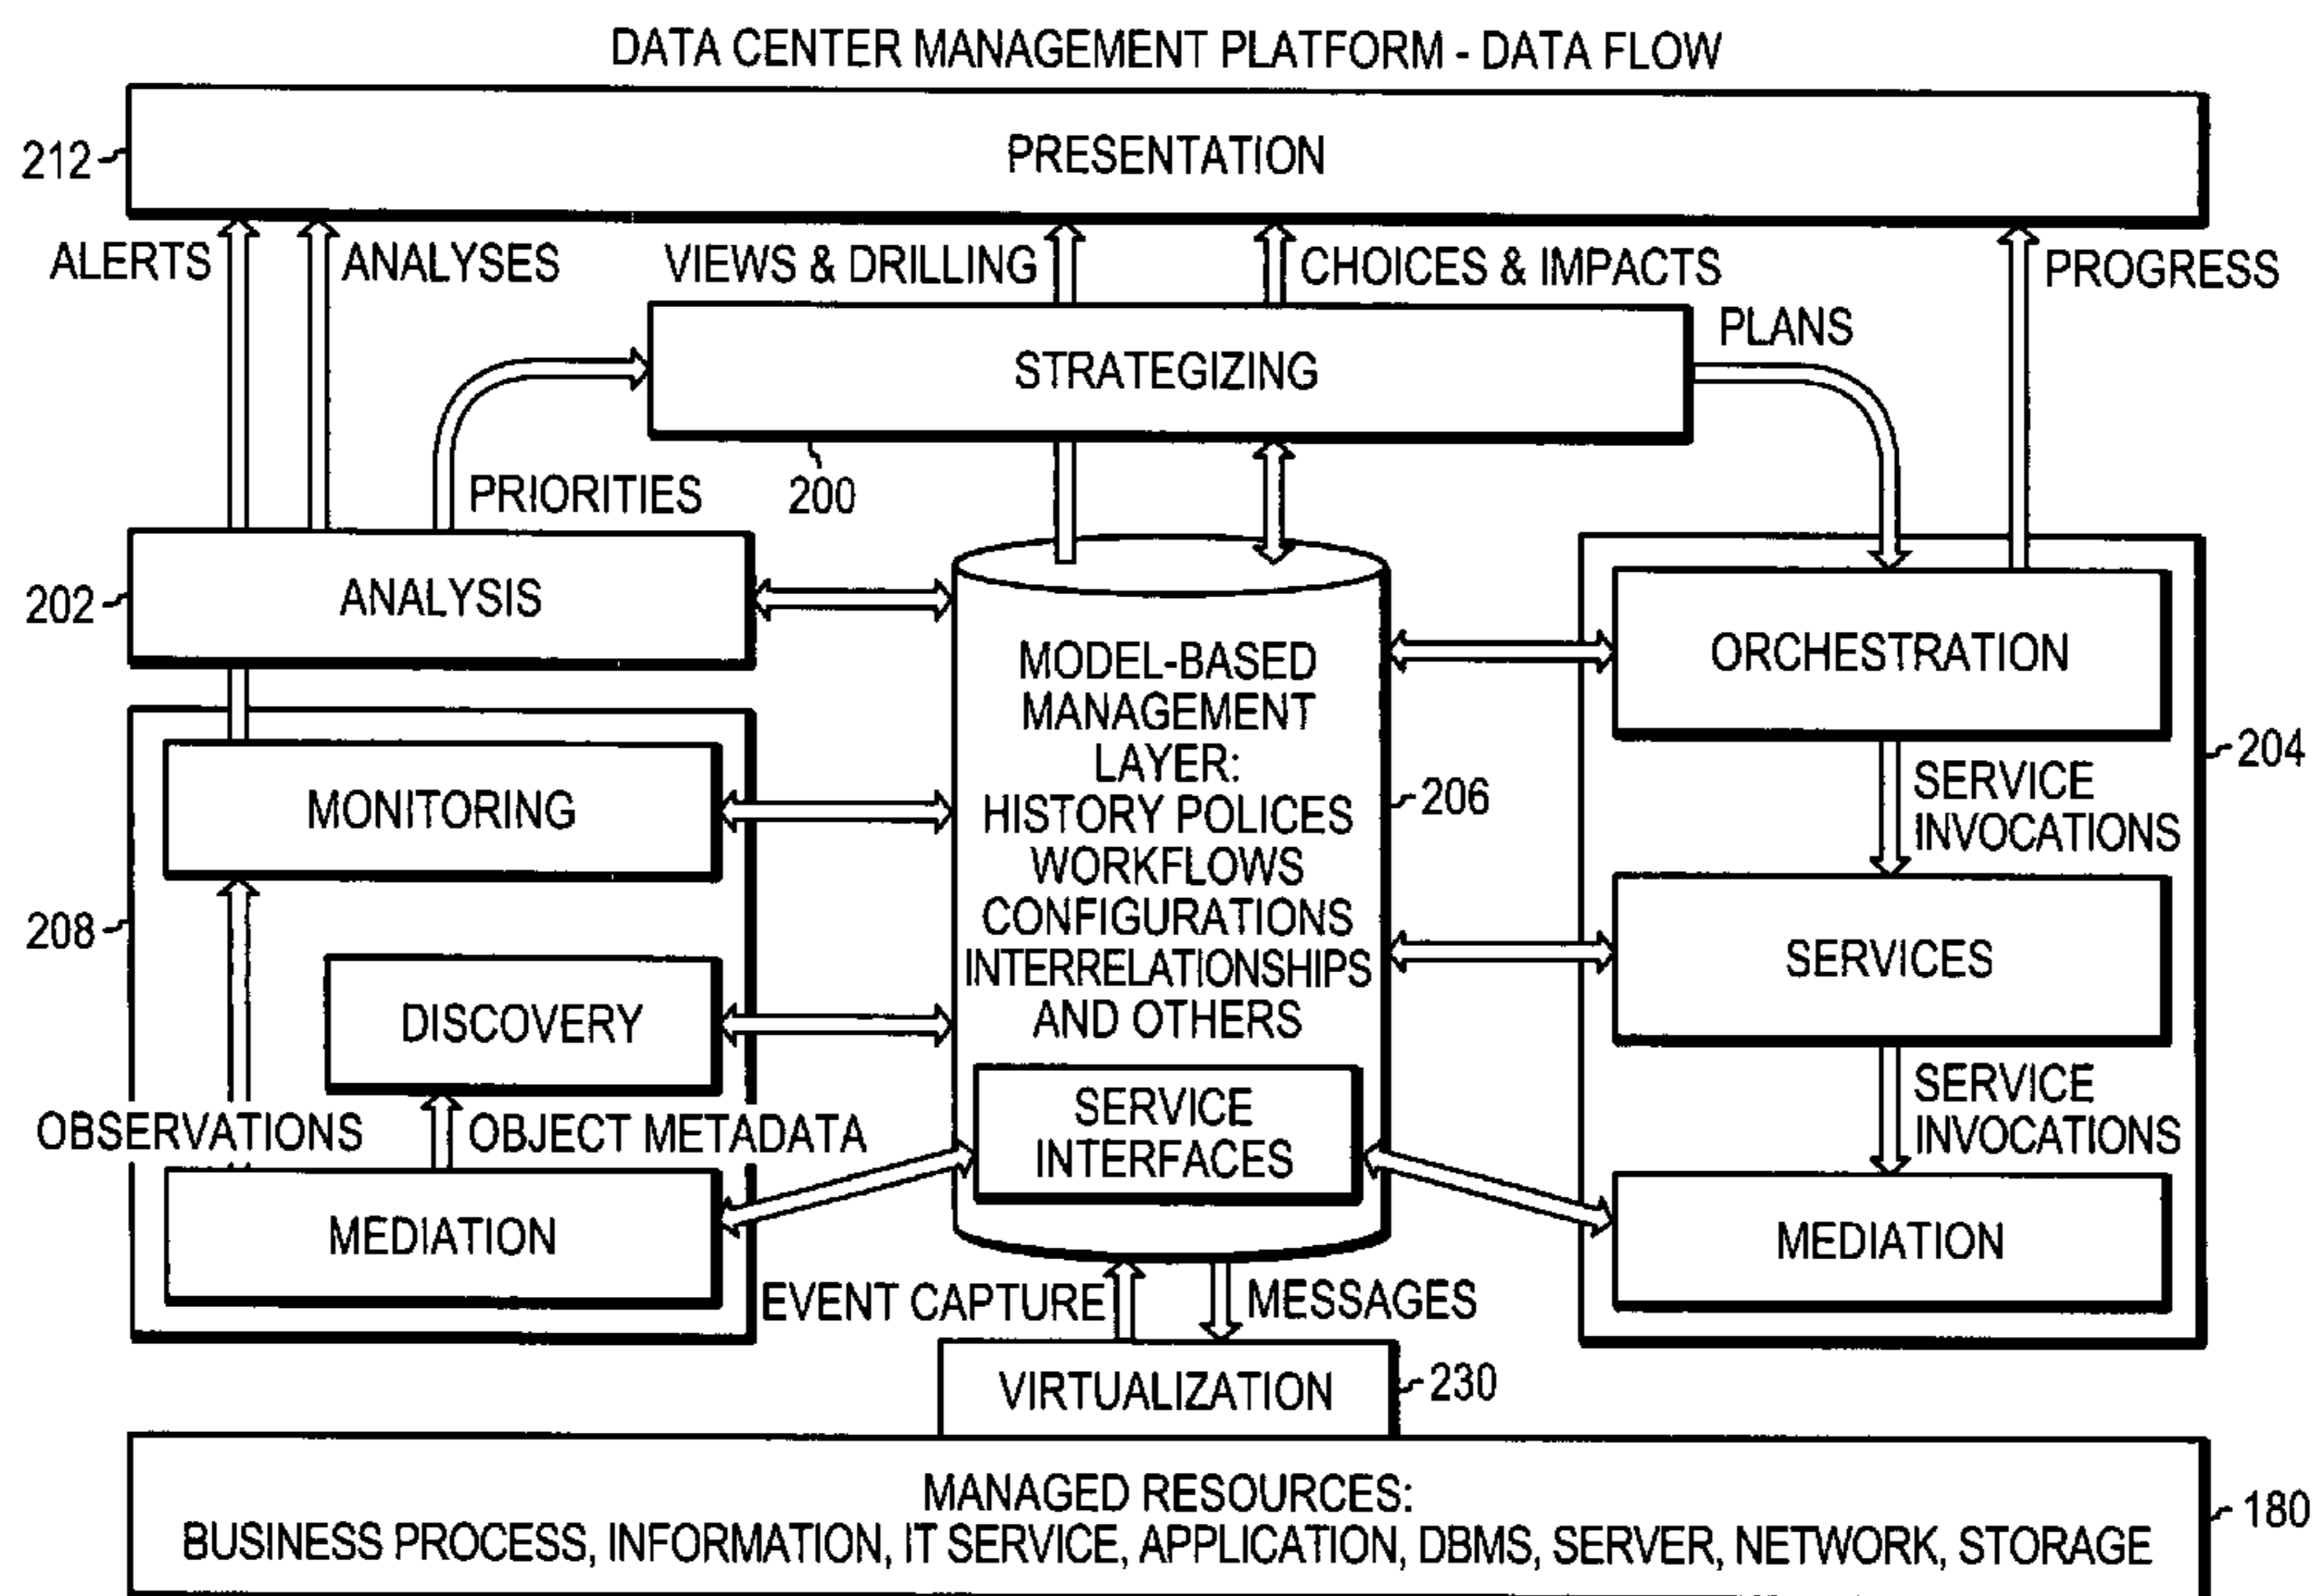 DATA CENTER MANAGEMENT PLATFORM - DATA FLOW
212
PRESENTATION
ALERTS
ANALYSES
VIEWS & DRILLING
CHOICES & IMPACTS
PROGRESS
PLANS
STRATEGIZING
PRIORITIES
200
202
ANALYSIS
MODEL-BASED
MANAGEMENT
LAYER:
HISTORY POLICES
WORKFLOWS
CONFIGURATIONS
INTERRELATIONSHIPS
AND OTHERS
206
ORCHESTRATION
204
SERVICE
INVOCATIONS
MONITORING
208
DISCOVERY
SERVICES
OBSERVATIONS
OBJECT METADATA
SERVICE
INTERFACES
SERVICE
INVOCATIONS
MEDIATION
MEDIATION
EVENT CAPTURE
MESSAGES
VIRTUALIZATION
230
MANAGED RESOURCES:
BUSINESS PROCESS, INFORMATION, IT SERVICE, APPLICATION, DBMS, SERVER, NETWORK, STORAGE
180